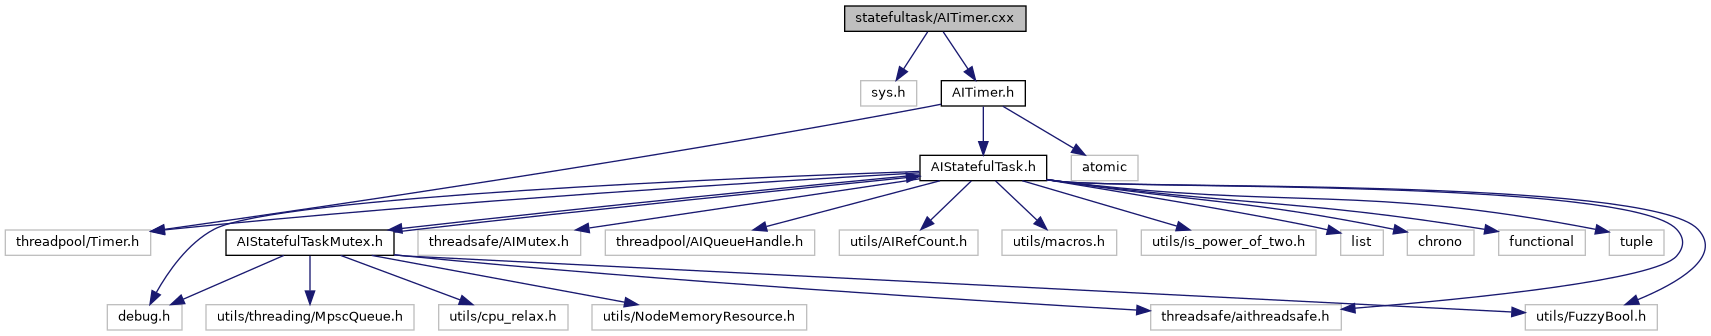 statefultask/AITimer.cxx
sys.h
AITimer.h
AIStatefulTask.h
atomic
threadpool/Timer.h
AIStatefulTaskMutex.h
threadsafe/AIMutex.h
threadpool/AIQueueHandle.h
utils/AIRefCount.h
utils/macros.h
utils/is_power_of_two.h
list
chrono
functional
tuple
debug.h
utils/threading/MpscQueue.h
utils/cpu_relax.h
utils/NodeMemoryResource.h
threadsafe/aithreadsafe.h
utils/FuzzyBool.h